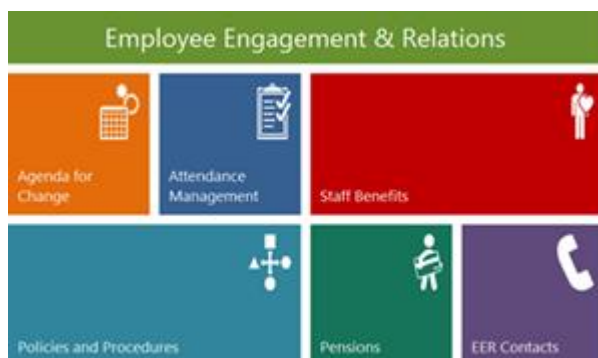 Employee Engagement & Relations
Agenda for
Change
Attendance
Management
Staff Benefits
Policies and Procedures
Pensions
EER Contacts